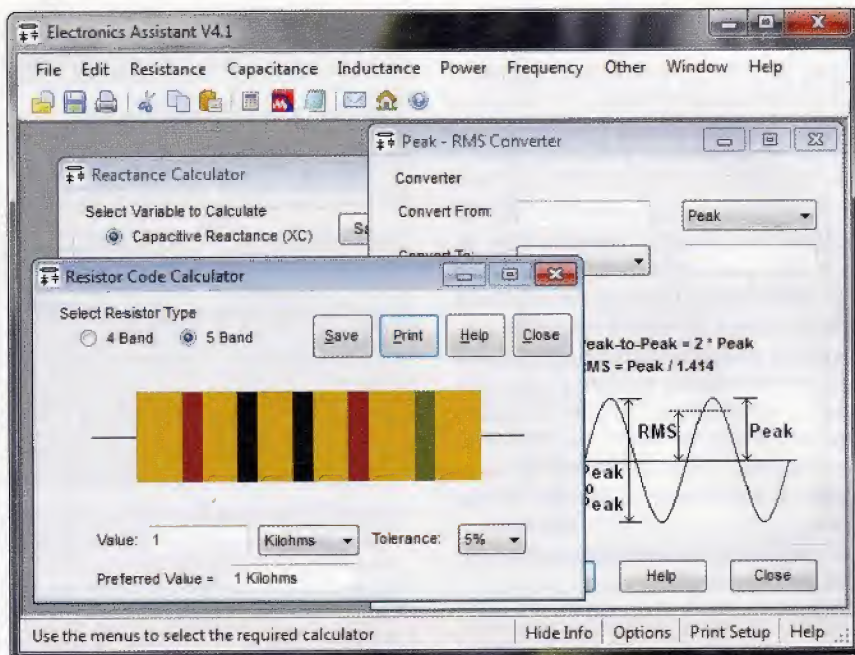 Electronics Assistant V4.1
File Edit Resistance Capacitance Inductance Power Frequency Other Window Help
Peak - RMS Converter
Converter
Convert From:
Peak
Convert To:
Reactance Calculator
Select Variable to Calculate
Capacitive Reactance (XC)
Resistor Code Calculator
Select Resistor Type
4 Band 5 Band
Save Print Help Close
Value: 1 Kilohms Tolerance: 5%
Preferred Value = 1 Kilohms
eak-to-Peak = 2 * Peak
MS = Peak / 1.414
RMS Peak
Peak
o
Peak
Help Close
Use the menus to select the required calculator Hide Info Options Print Setup Help